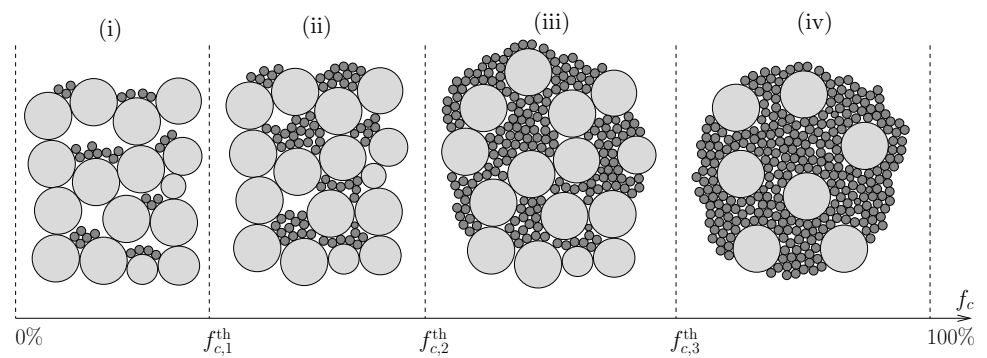 (i) (ii) (iii) (iv)
f_c
0% f_{c,1}^{th} f_{c,2}^{th} f_{c,3}^{th} 100%